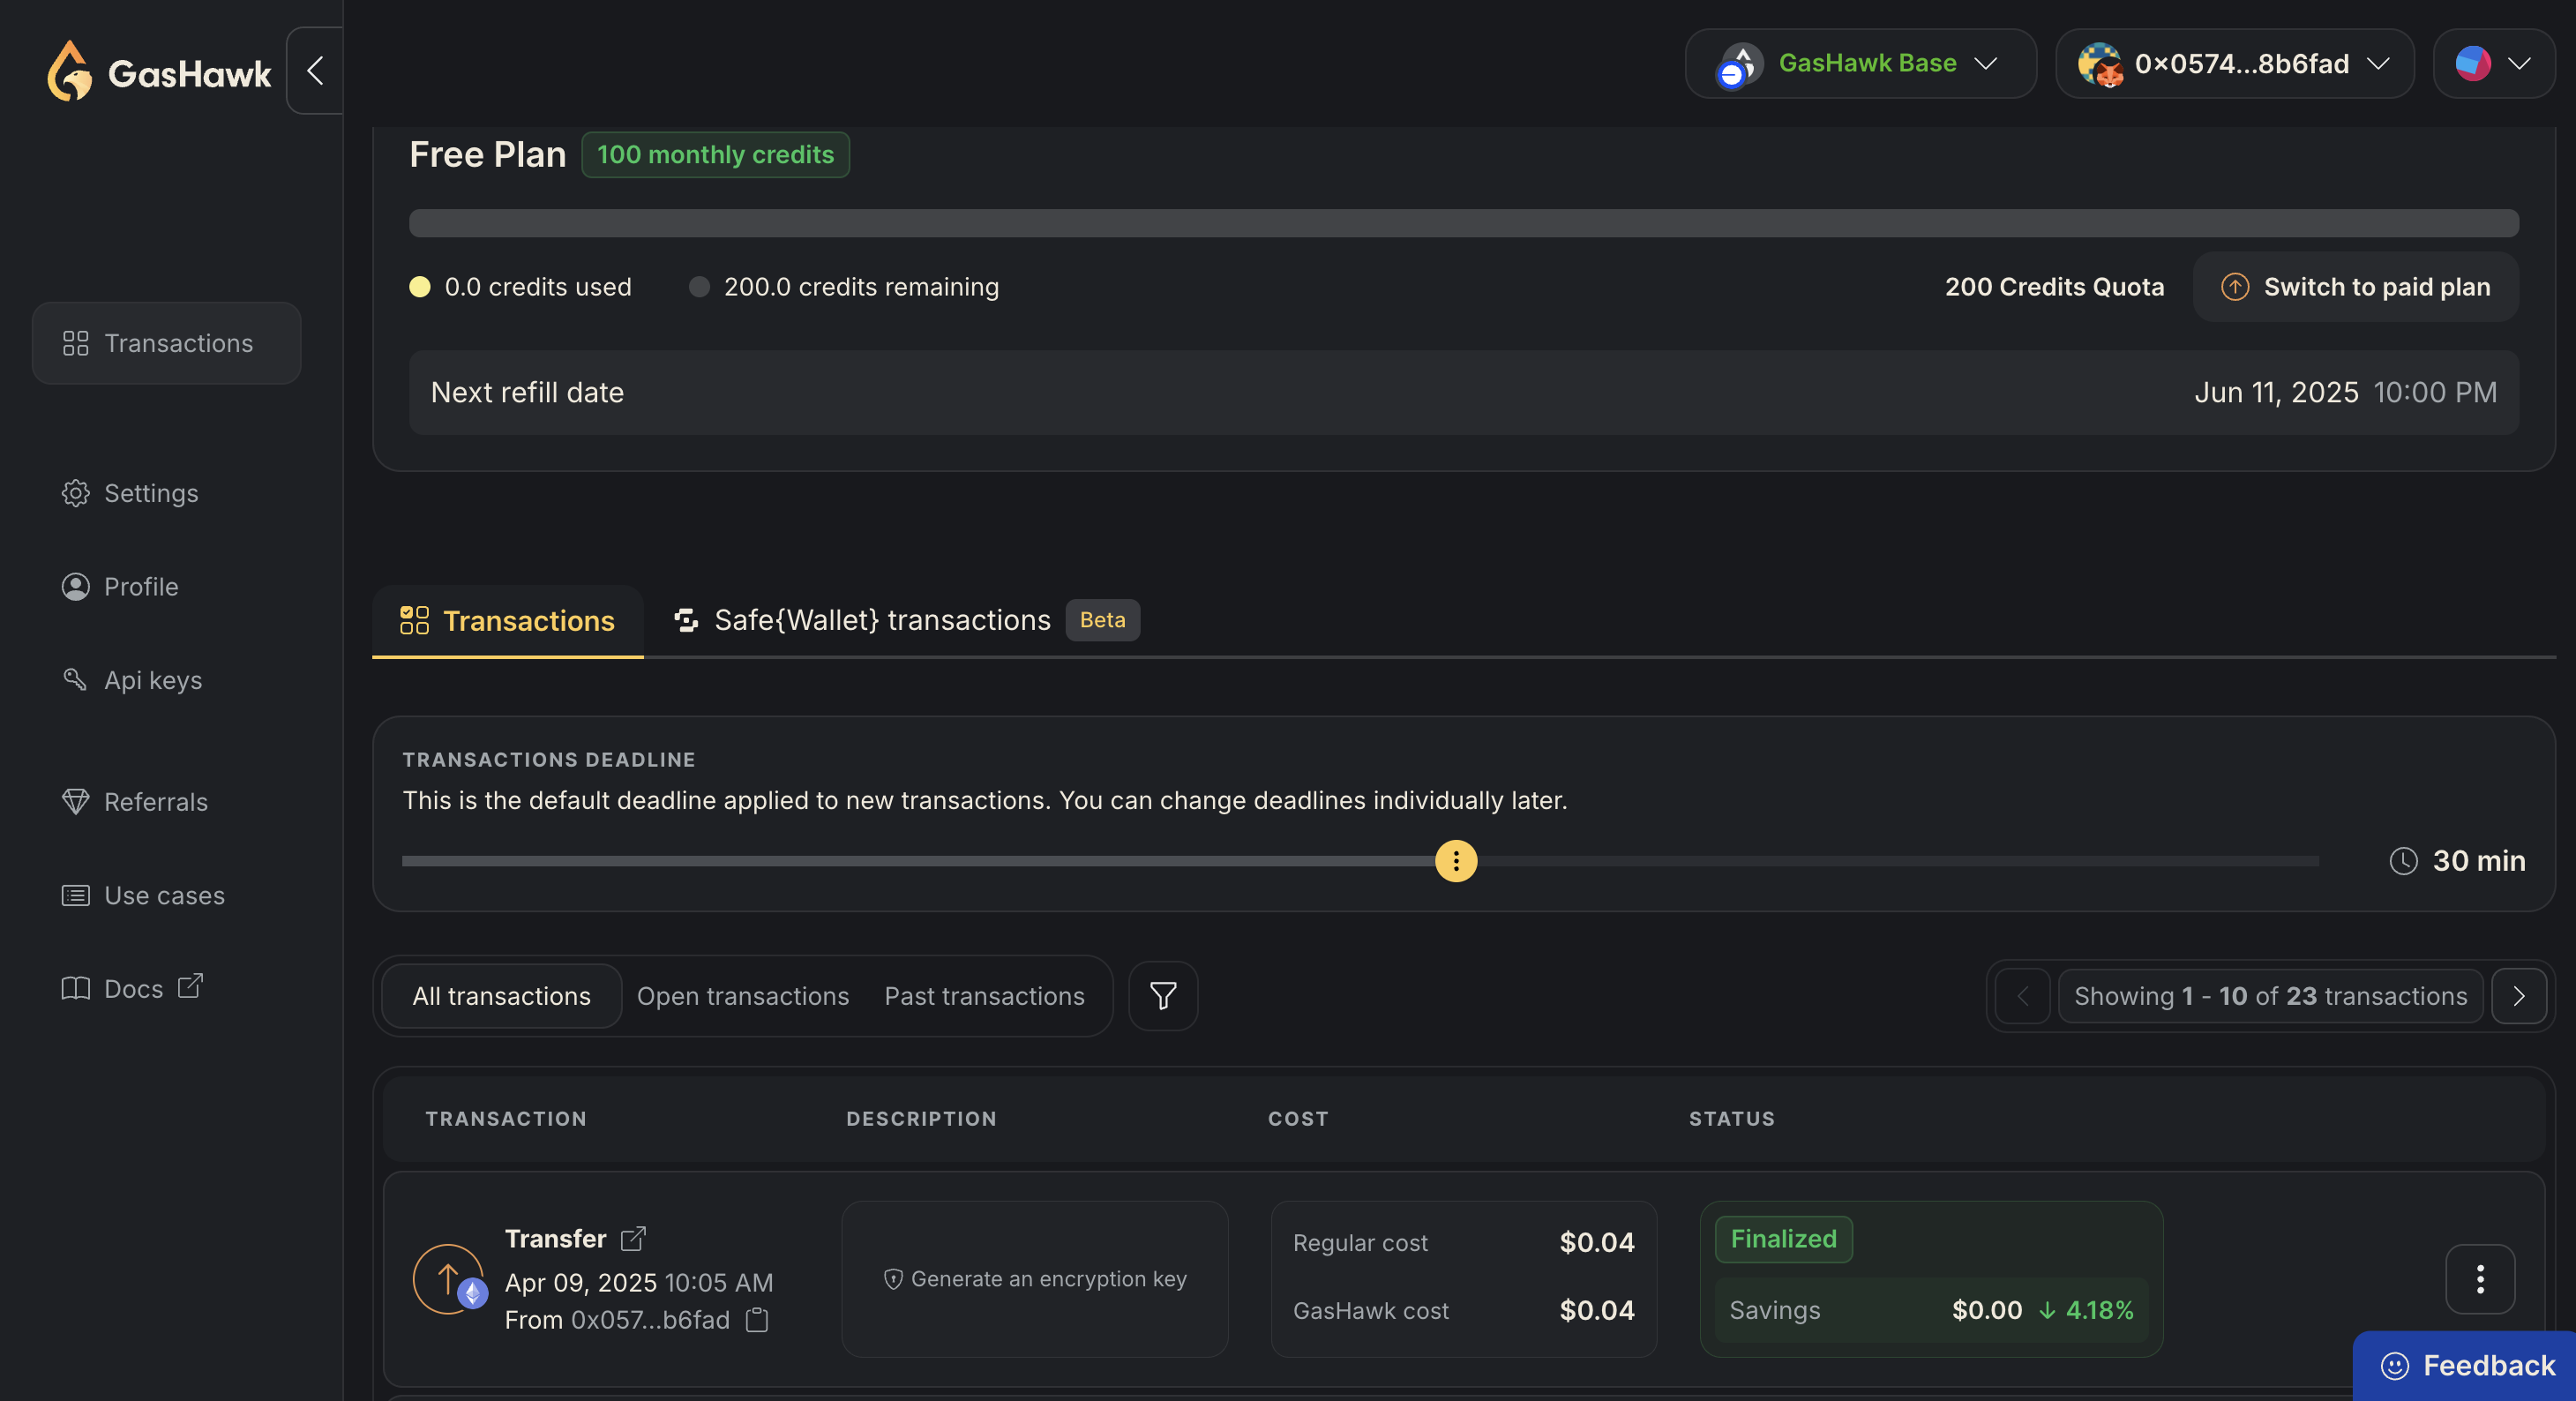 GasHawk
GasHawk Base
0×0574...8b6fad
Transactions
Settings
Profile
Api keys
Referrals
Use cases
Docs
Free Plan
100 monthly credits
0.0 credits used
200.0 credits remaining
200 Credits Quota
Switch to paid plan
Next refill date
Jun 11, 2025 10:00 PM
Transactions
Safe{Wallet} transactions
Beta
TRANSACTIONS DEADLINE
This is the default deadline applied to new transactions. You can change deadlines individually later.
30 min
All transactions
Open transactions
Past transactions
Showing 1 - 10 of 23 transactions
TRANSACTION
DESCRIPTION
COST
STATUS
Transfer
Apr 09, 2025 10:05 AM
From 0x057...b6fad
Generate an encryption key
Regular cost $0.04
GasHawk cost $0.04
Finalized
Savings $0.00 ↓ 4.18%
Feedback